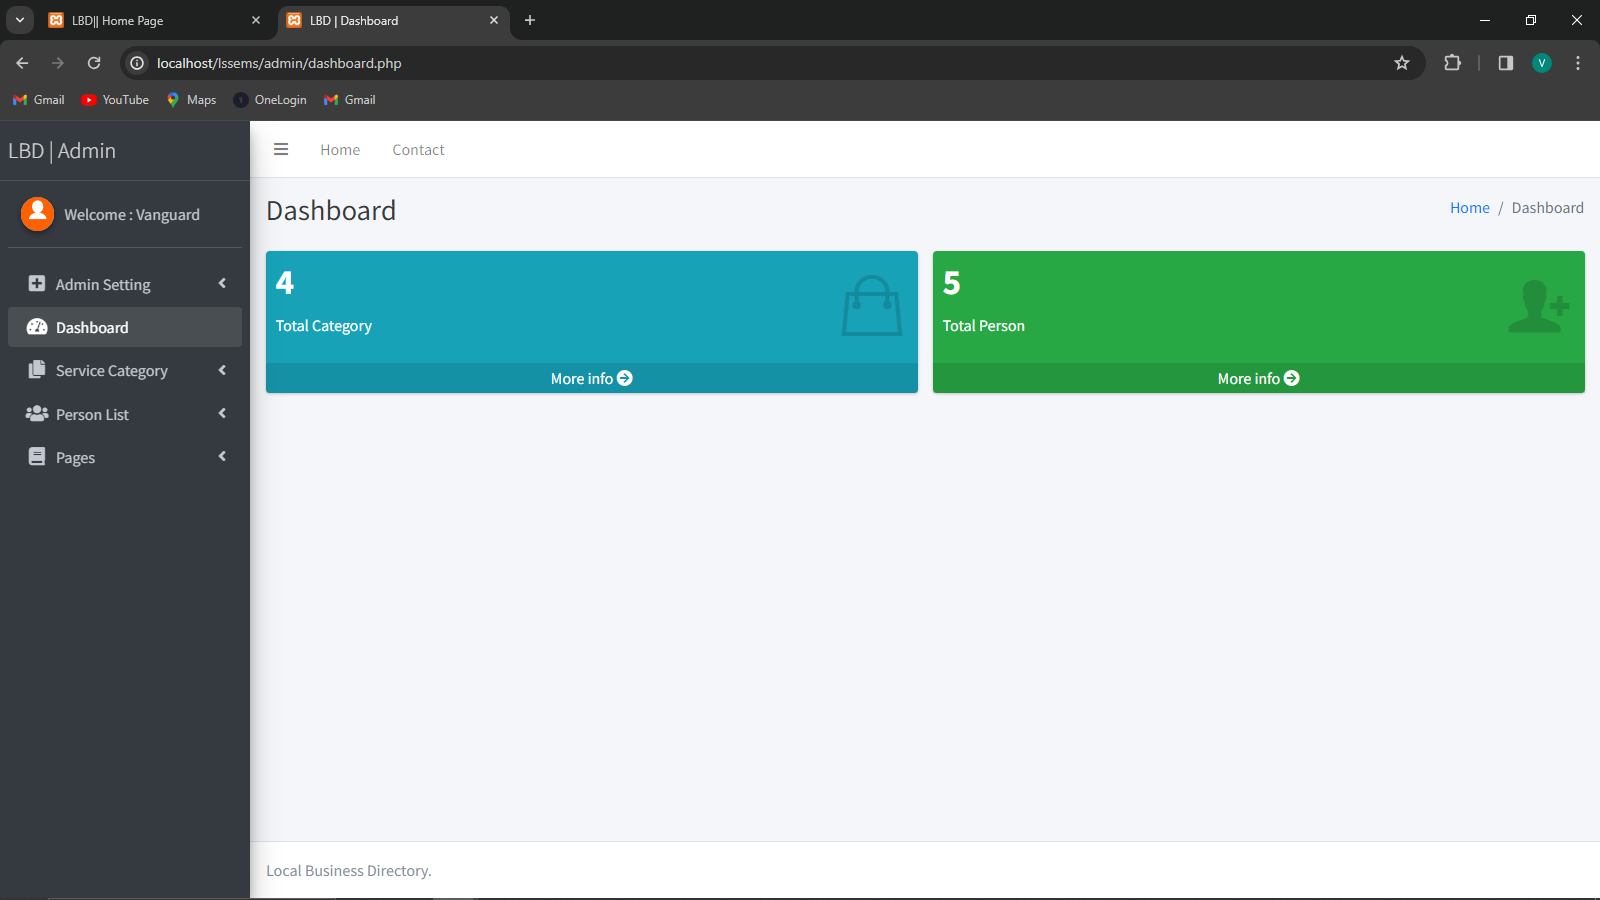 LBD|| Home Page
LBD | Dashboard
localhost/lssems/admin/dashboard.php
V
Gmail
YouTube
Maps
OneLogin
Gmail
LBD | Admin
Home
Contact
Welcome : Vanguard
Dashboard
Home / Dashboard
Admin Setting
Dashboard
Service Category
Person List
Pages
4
Total Category
More info
5
Total Person
More info
Local Business Directory.